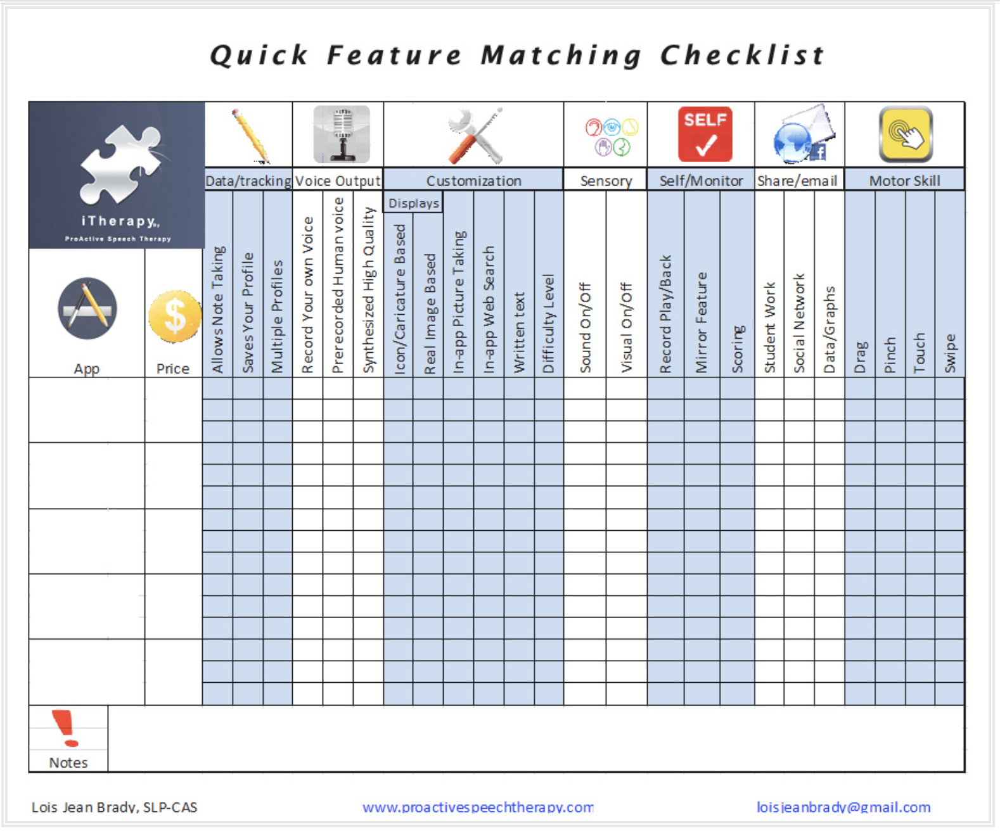 Quick Feature Matching Checklist
SELF
f
Data/tracking
Voice Output
Customization
Sensory
Self/Monitor
Share/email
Motor Skill
iTherapy
ProActive Speech Therapy
Displays
App
$
Price
Allows Note Taking
Saves Your Profile
Multiple Profiles
Record Your own Voice
Prerecorded Human voice
Synthesized High Quality
Icon/Caricature Based
Real Image Based
In-app Picture Taking
In-app Web Search
Written text
Difficulty Level
Sound On/Off
Visual On/Off
Record Play/Back
Mirror Feature
Scoring
Student Work
Social Network
Data/Graphs
Drag
Pinch
Touch
Swipe
!
Notes
Lois Jean Brady, SLP-CAS
www.proactivespeechtherapy.com
loisjeanbrady@gmail.com